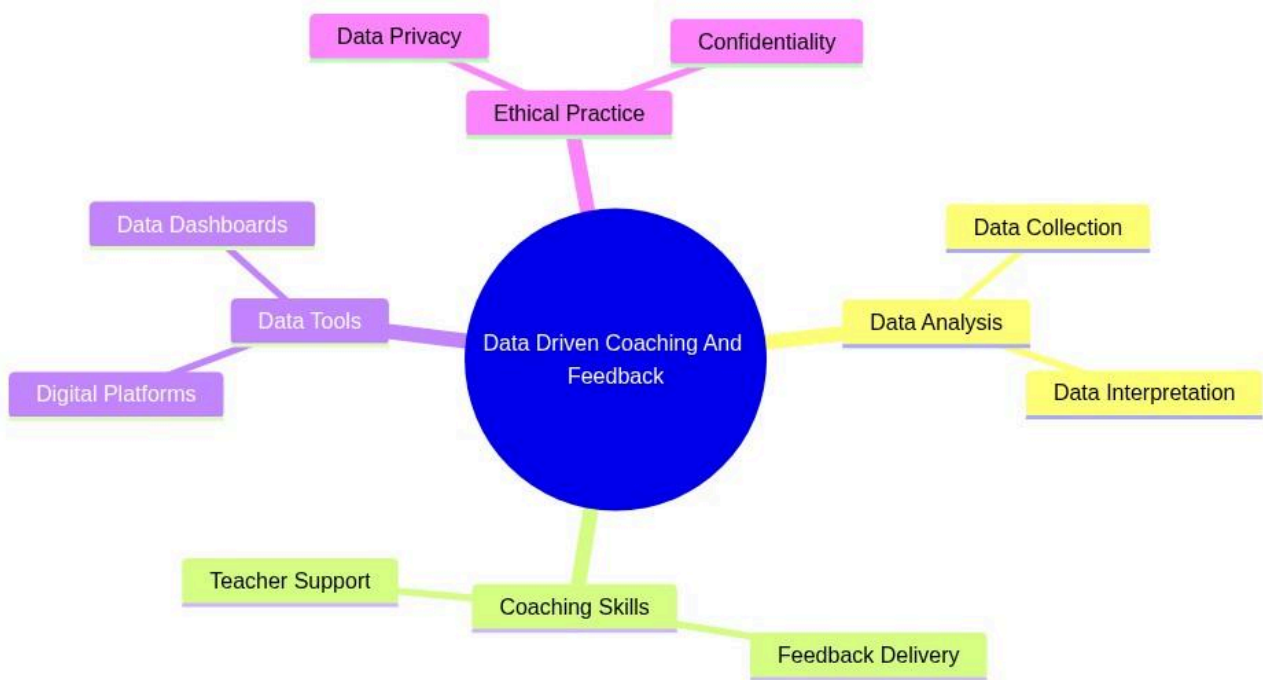 Data Privacy
Confidentiality
Ethical Practice
Data Dashboards
Data Collection
Data Tools
Data Analysis
Data Driven Coaching And
Feedback
Digital Platforms
Data Interpretation
Teacher Support
Coaching Skills
Feedback Delivery